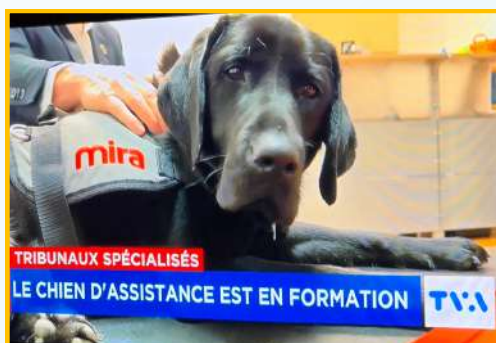 mira
TRIBUNAUX SPÉCIALISÉS
LE CHIEN D'ASSISTANCE EST EN FORMATION
TVA